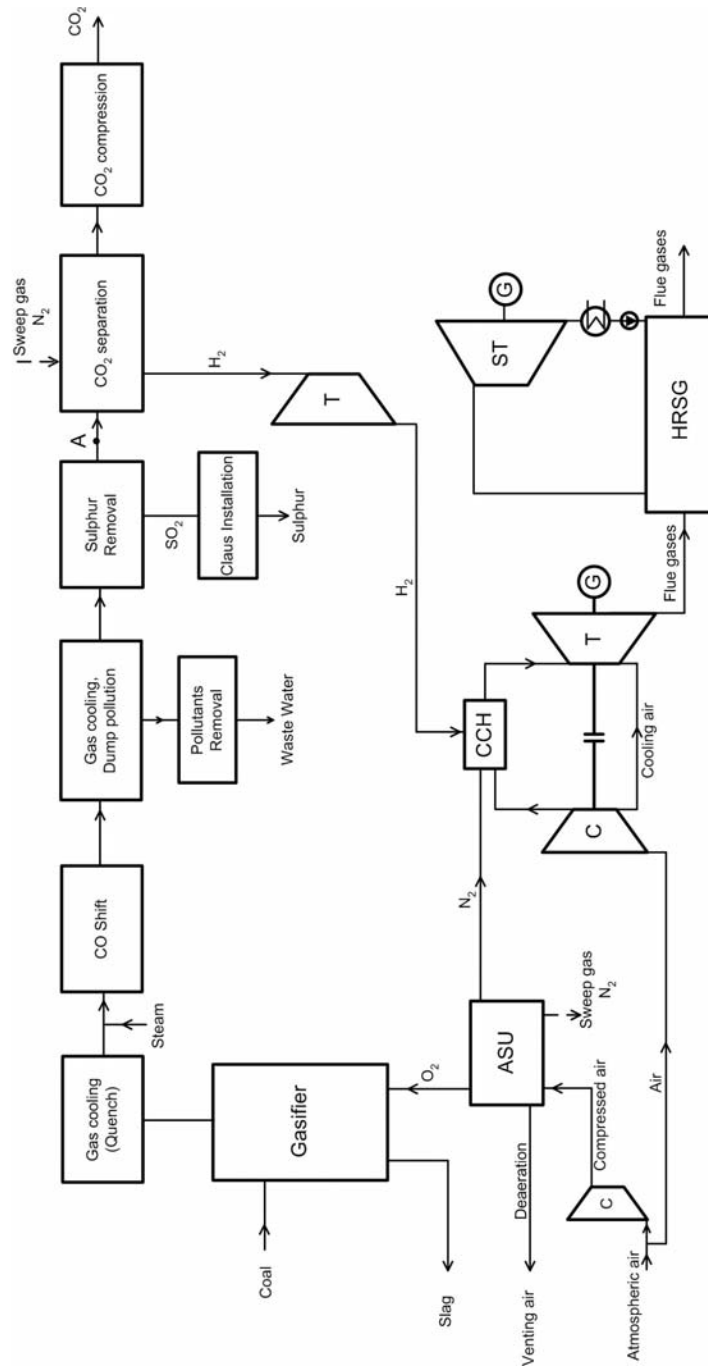 Gas cooling
(Quench)
Steam
CO Shift
Gas cooling,
Dump pollution
Pollutants
Removal
Waste Water
Sulphur
Removal
SO₂
Claus Installation
Sulphur
A
Sweep gas
N₂
CO₂ separation
CO₂ compression
CO₂
H₂
T
H₂
Coal
Gasifier
Slag
O₂
ASU
N₂
Sweep gas
N₂
Deaeration
Venting air
Compressed air
C
Atmospheric air
Air
CCH
C
Cooling air
T
G
Flue gases
ST
G
HRSG
Flue gases